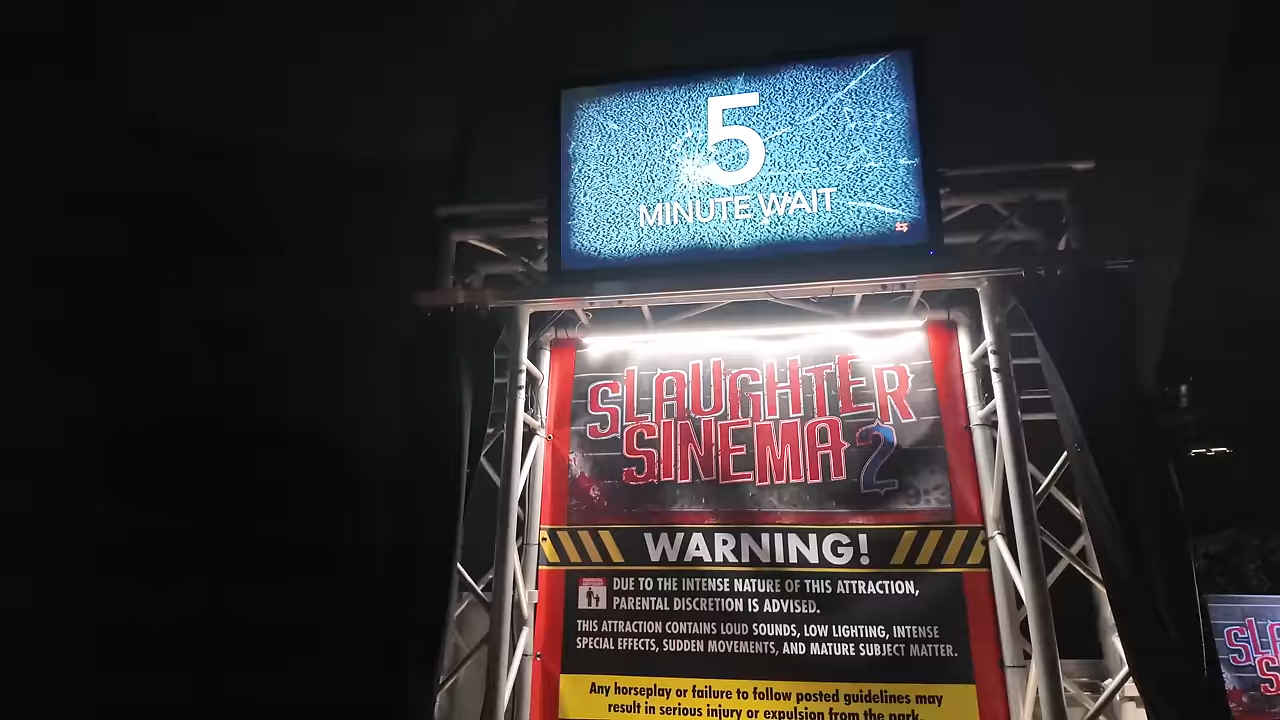 5
MINUTE WAIT
SLAUGHTER
SINEMA 2
WARNING!
DUE TO THE INTENSE NATURE OF THIS ATTRACTION,
PARENTAL DISCRETION IS ADVISED.
THIS ATTRACTION CONTAINS LOUD SOUNDS, LOW LIGHTING, INTENSE
SPECIAL EFFECTS, SUDDEN MOVEMENTS, AND MATURE SUBJECT MATTER.
Any horseplay or failure to follow posted guidelines may
result in serious injury or expulsion from the park.